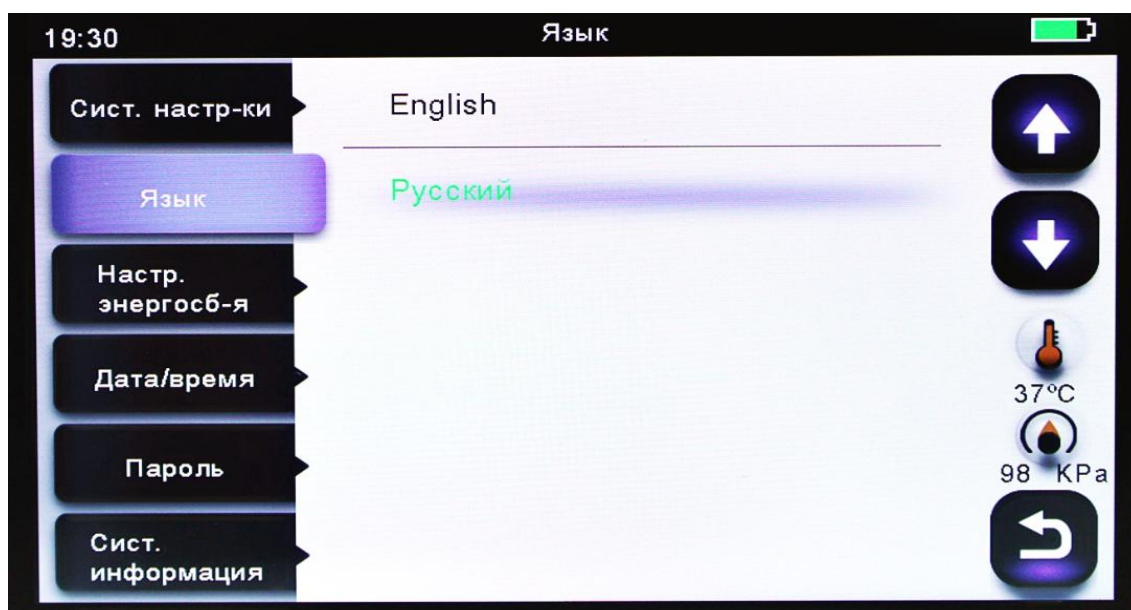 19:30
Язык
Сист. настр-ки
Язык
Настр.
энергосб-я
Дата/время
Пароль
Сист.
информация
English
Русский
37°C
98 KPa